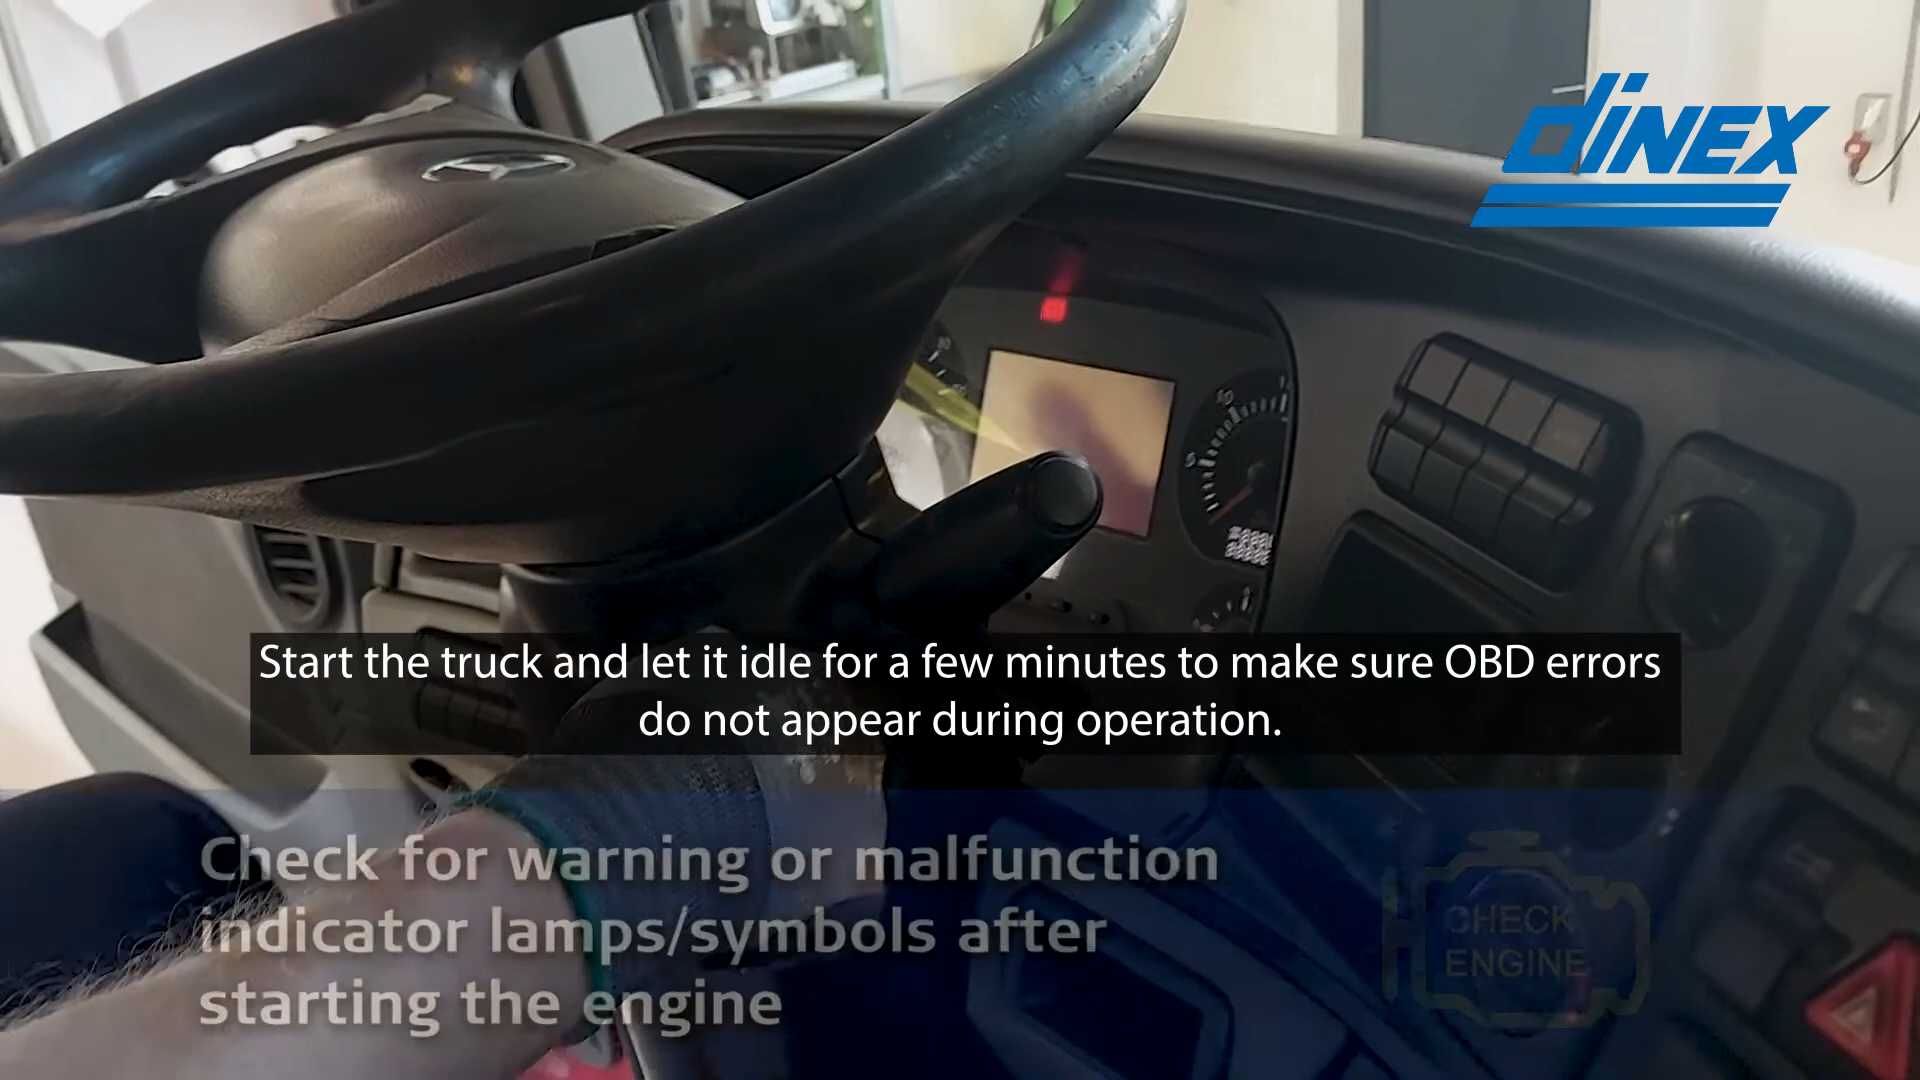 dinex
Start the truck and let it idle for a few minutes to make sure OBD errors
do not appear during operation.
Check for warning or malfunction
indicator lamps/symbols after
starting the engine
CHECK
ENGINE